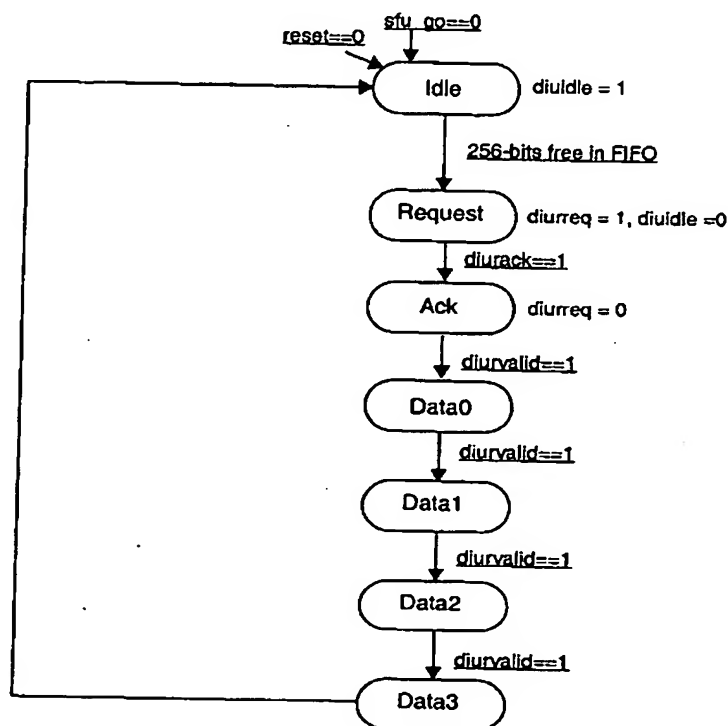 sfu_go==0
reset==0
Idle
diuidle = 1
256-bits free in FIFO
Request
diurreq = 1, diuidle =0
diurack==1
Ack
diurreq = 0
diurvalid==1
Data0
diurvalid==1
Data1
diurvalid==1
Data2
diurvalid==1
Data3